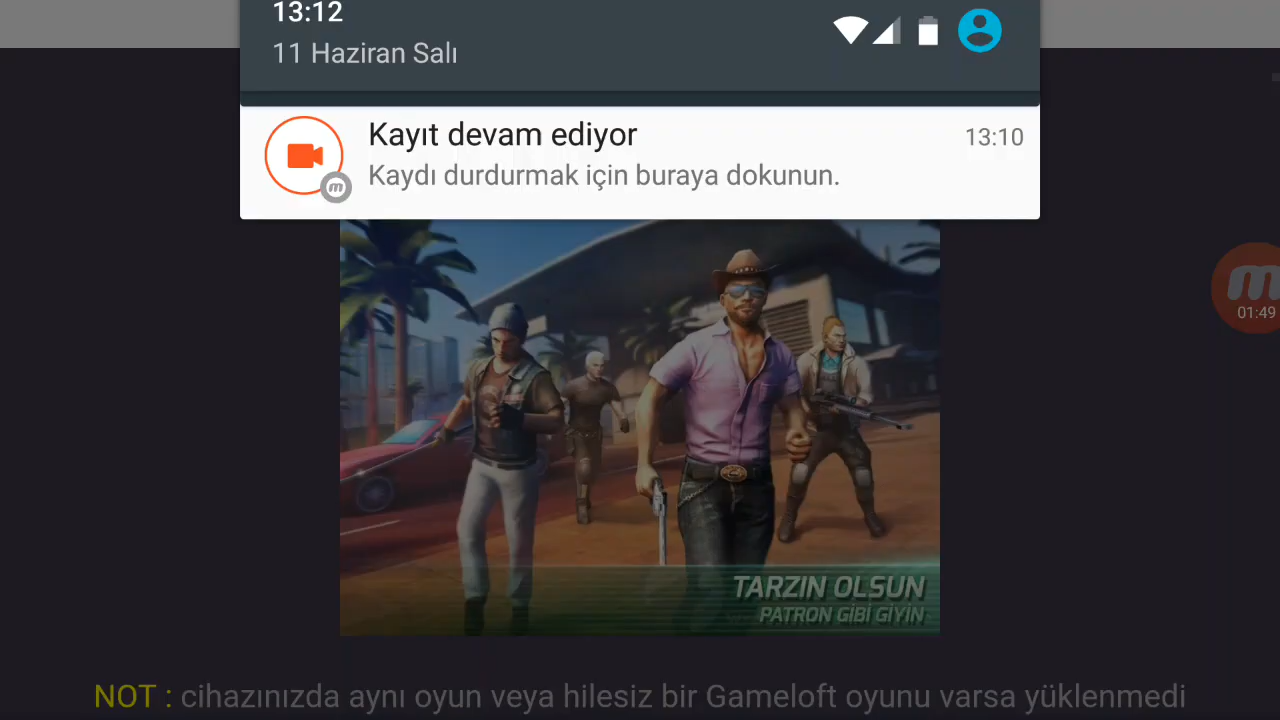 13:12
11 Haziran Salı
Kayıt devam ediyor
13:10
Kaydı durdurmak için buraya dokunun.
m
01:49
TARZIN OLSUN
PATRON GİBİ GİYİN
NOT : cihazınızda aynı oyun veya hilesiz bir Gameloft oyunu varsa yüklenmedi